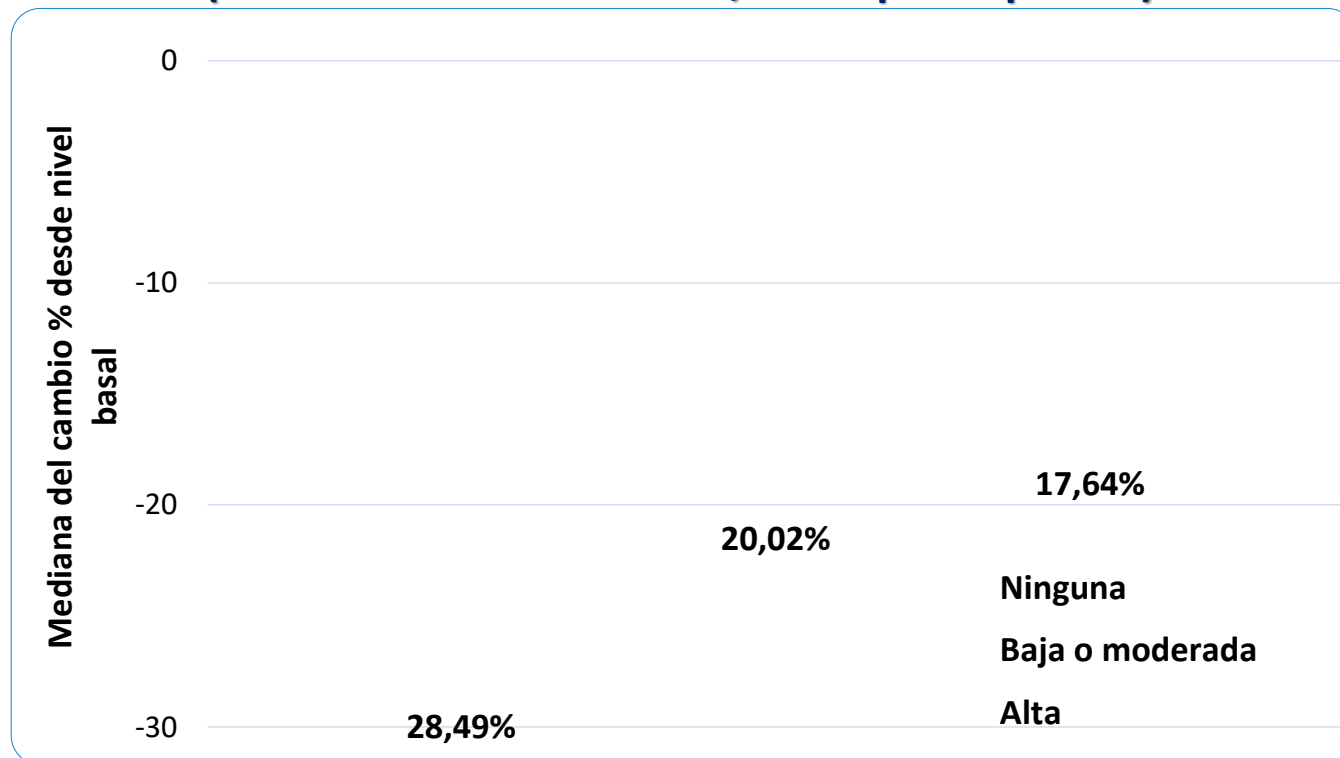 Mediana del cambio % desde nivel
basal
0
-10
-20
-30
28,49%
20,02%
17,64%
Ninguna
Baja o moderada
Alta